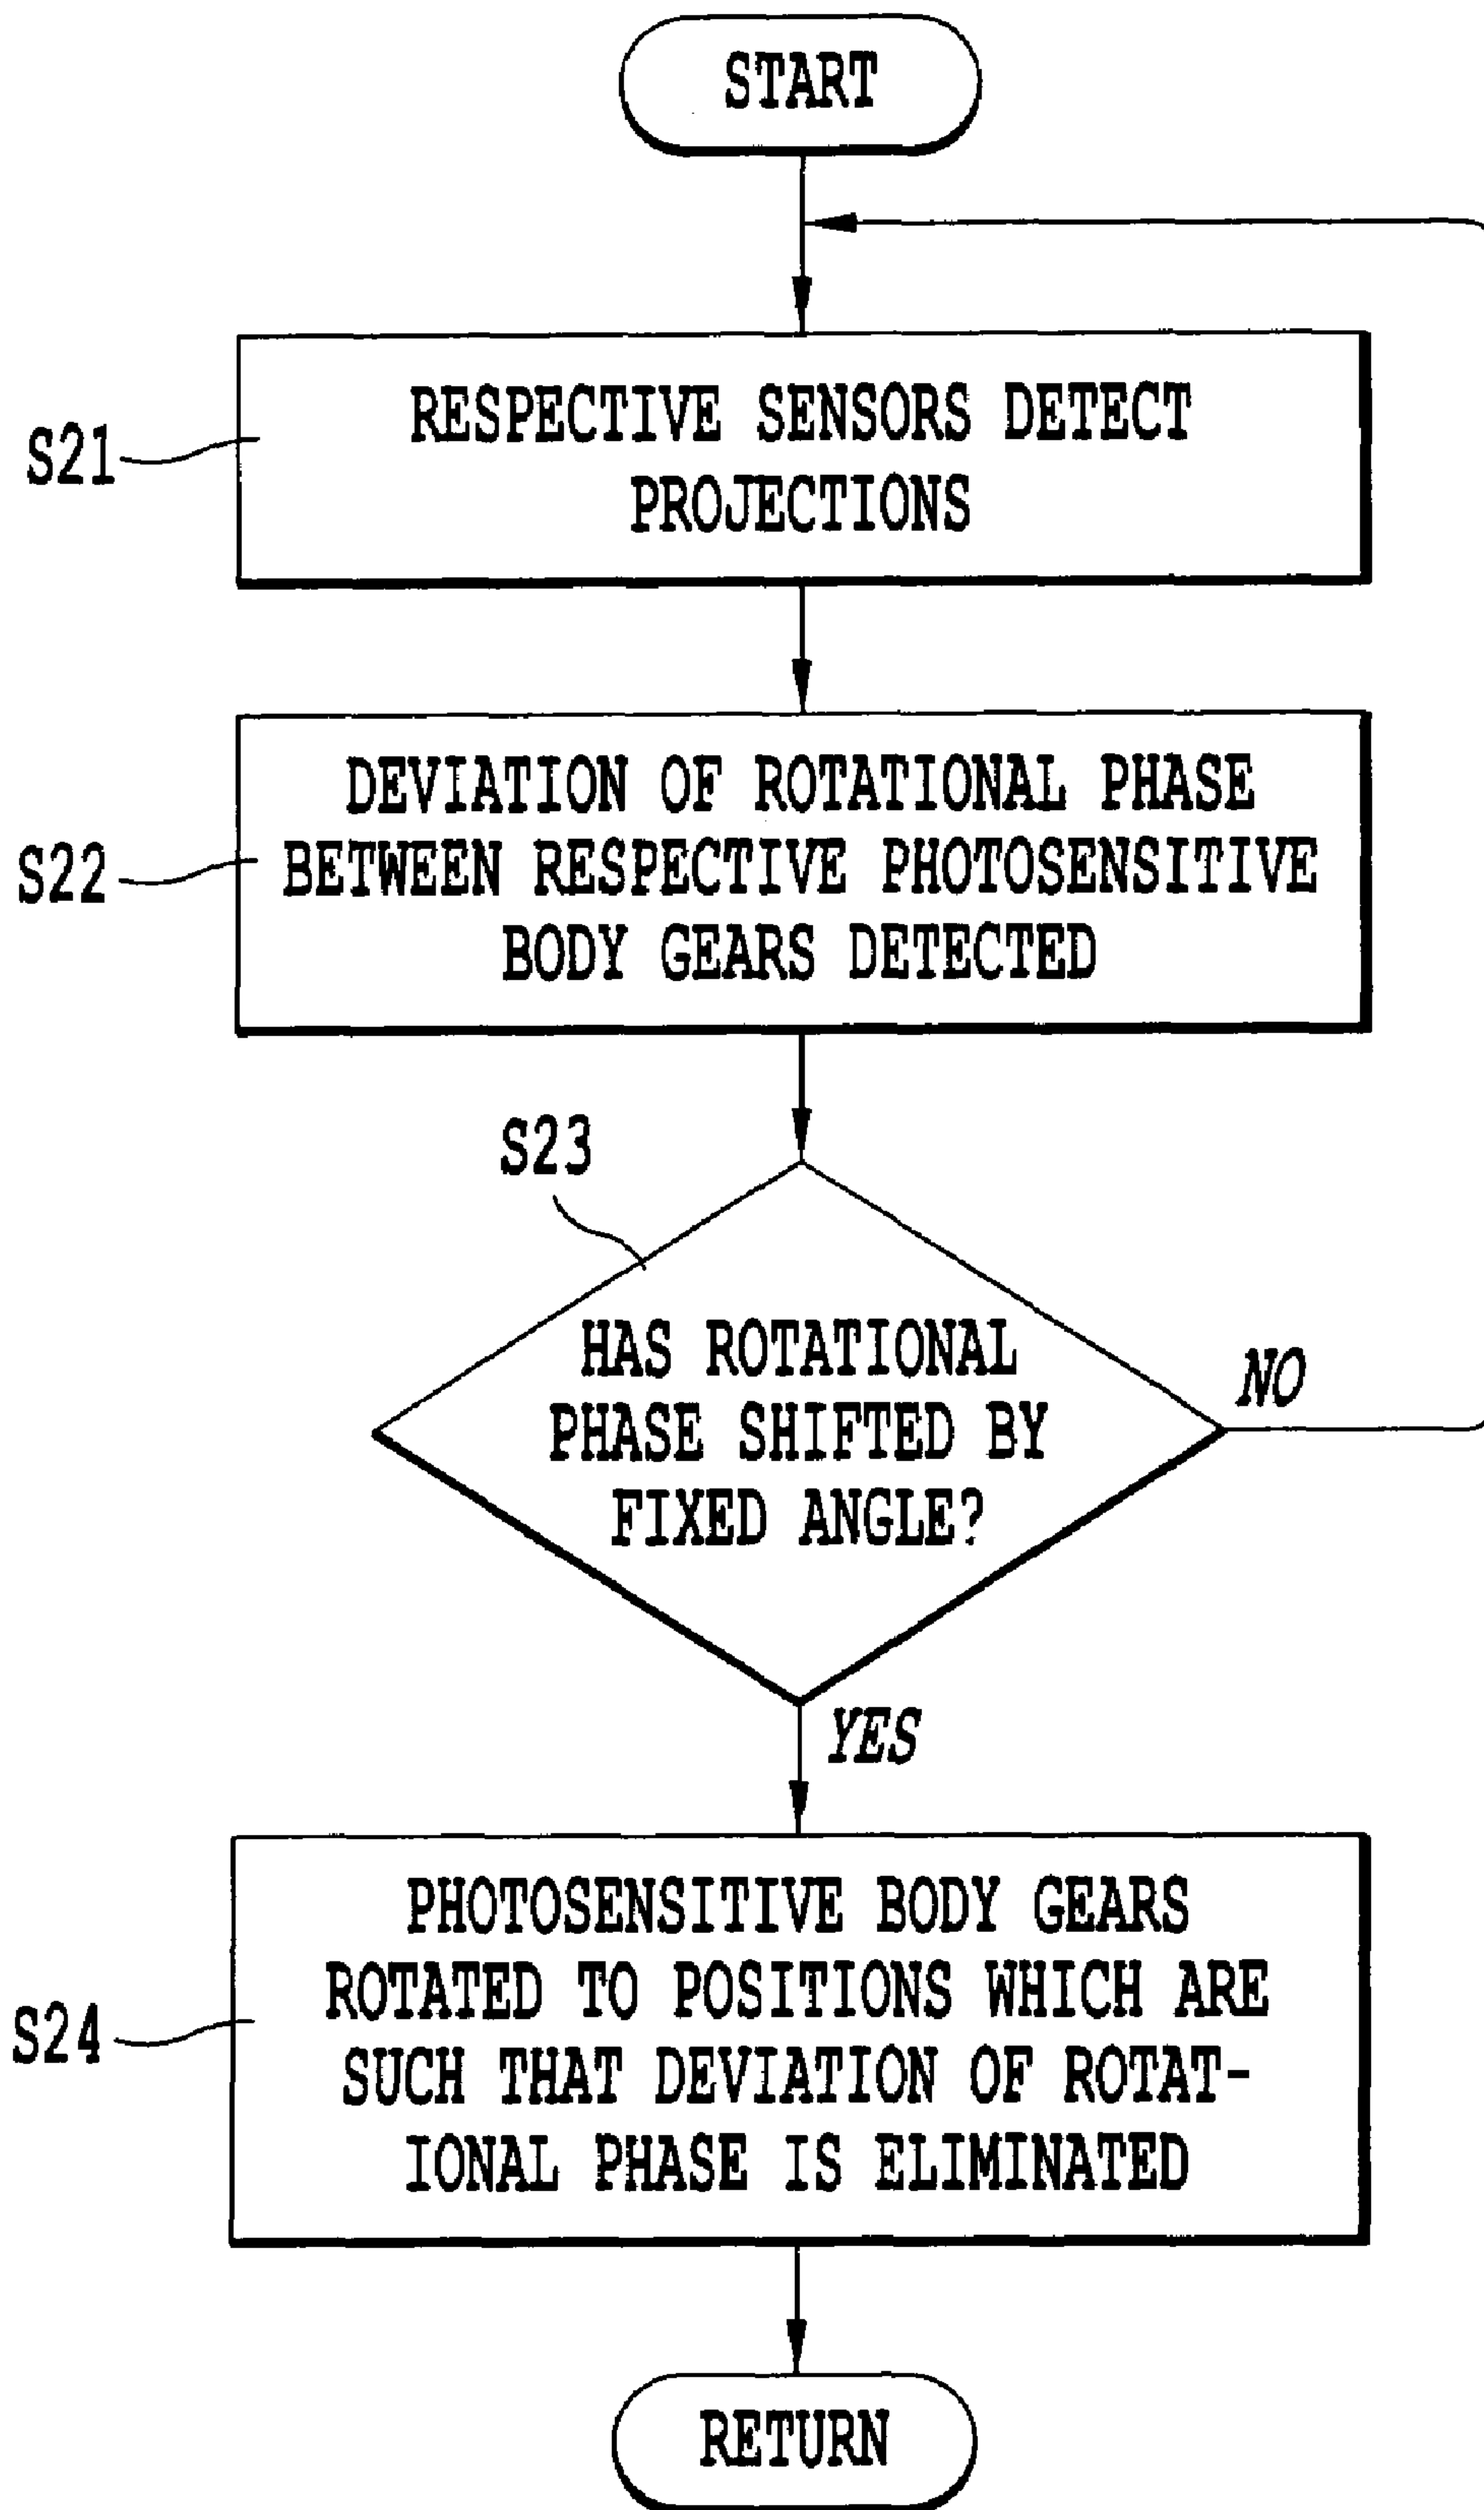 START
S21
RESPECTIVE SENSORS DETECT
PROJECTIONS
S22
DEVIATION OF ROTATIONAL PHASE
BETWEEN RESPECTIVE PHOTOSENSITIVE
BODY GEARS DETECTED
S23
HAS ROTATIONAL
PHASE SHIFTED BY
FIXED ANGLE?
NO
YES
S24
PHOTOSENSITIVE BODY GEARS
ROTATED TO POSITIONS WHICH ARE
SUCH THAT DEVIATION OF ROTAT-
IONAL PHASE IS ELIMINATED
RETURN